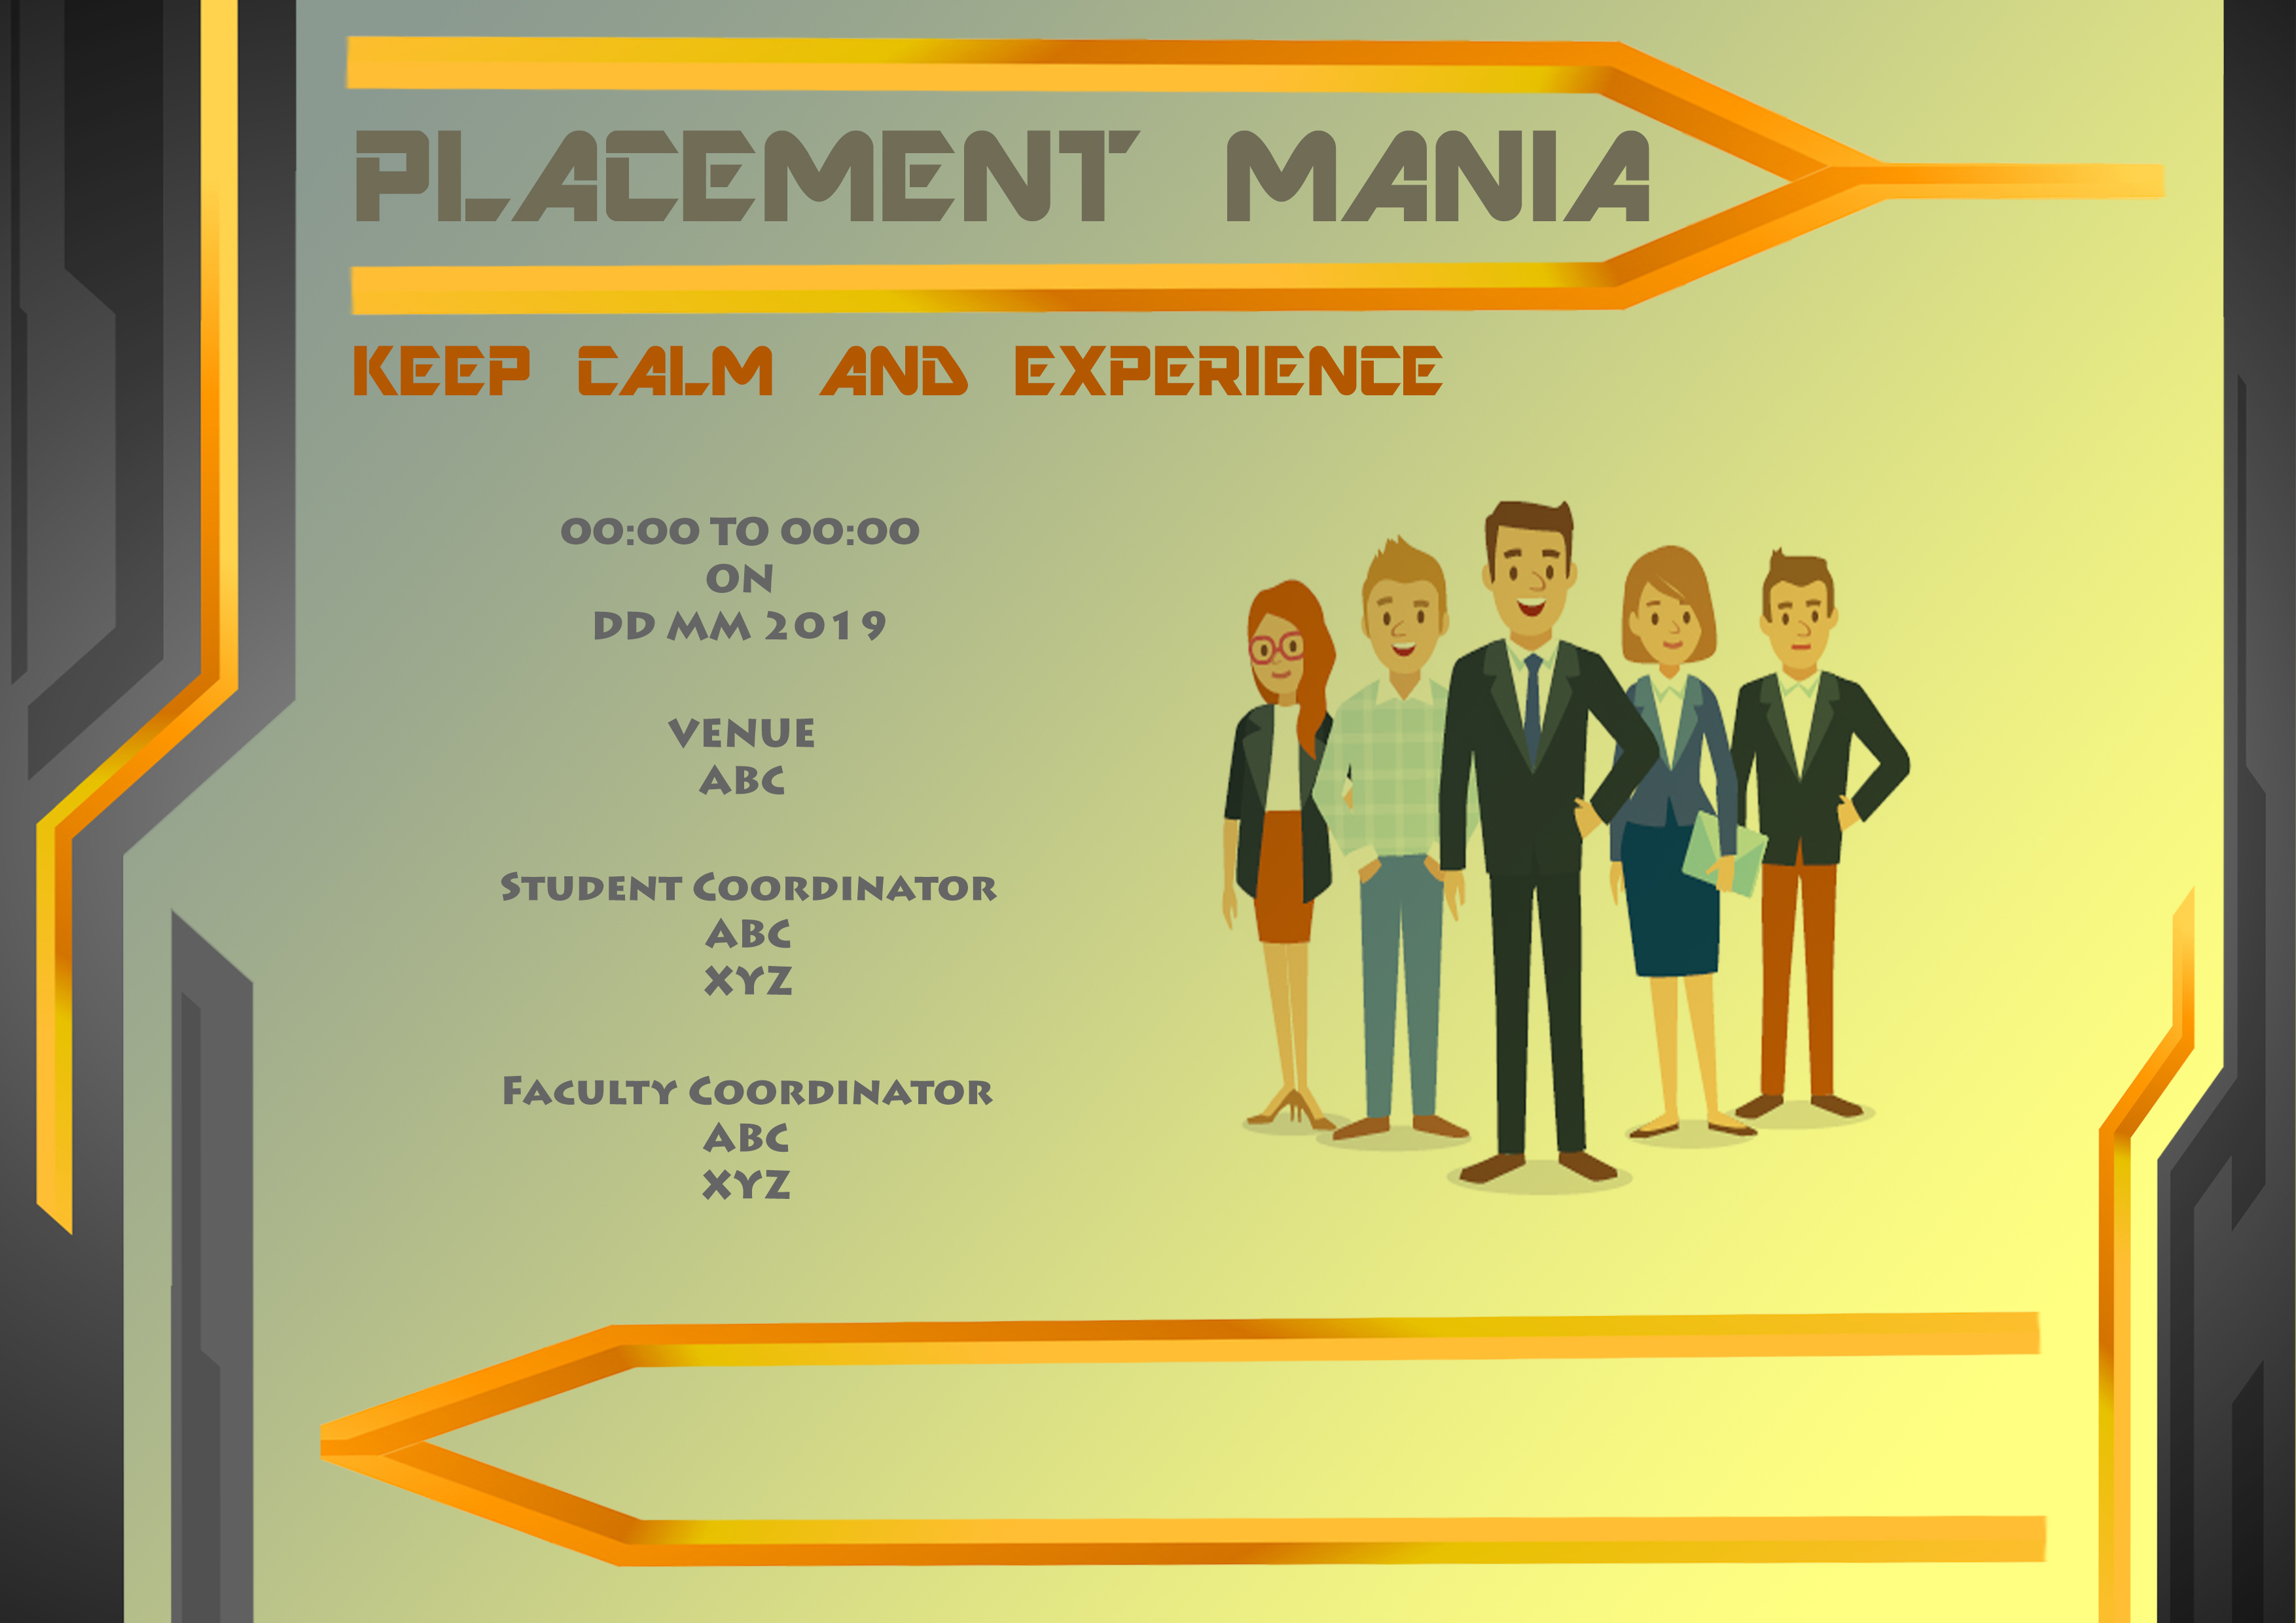 PLACEMENT MANIA
KEEP CALM AND EXPERIENCE
00:00 TO 00:00
ON
DD MM 2019
VENUE
ABC
STUDENT COORDINATOR
ABC
XYZ
FACULTY COORDINATOR
ABC
XYZ